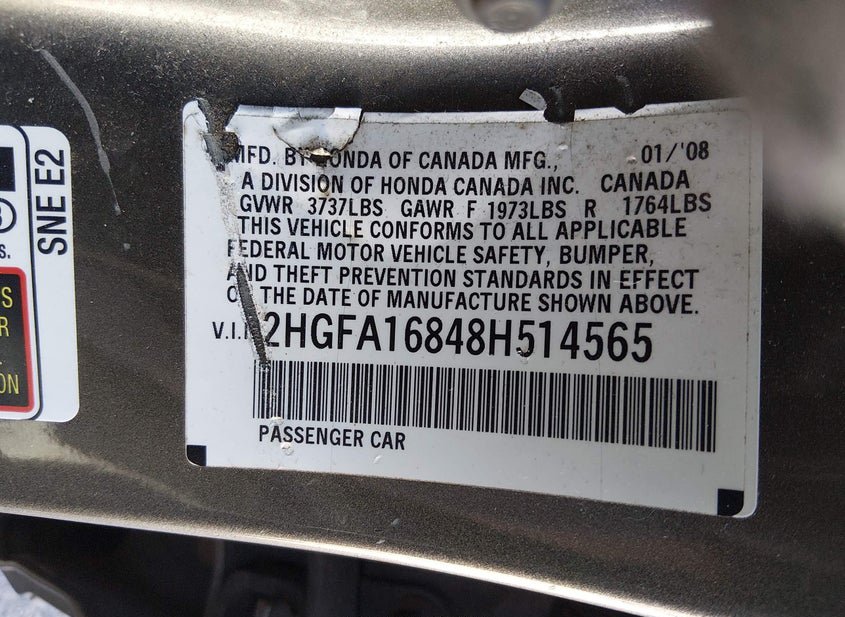 SNE E2
S.
S
R
L.
ON
MFD. BY HONDA OF CANADA MFG., 01/'08
A DIVISION OF HONDA CANADA INC. CANADA
GVWR 3737LBS GAWR F 1973LBS R 1764LBS
THIS VEHICLE CONFORMS TO ALL APPLICABLE
FEDERAL MOTOR VEHICLE SAFETY, BUMPER,
AND THEFT PREVENTION STANDARDS IN EFFECT
ON THE DATE OF MANUFACTURE SHOWN ABOVE.
V.I.N 2HGFA16848H514565
PASSENGER CAR